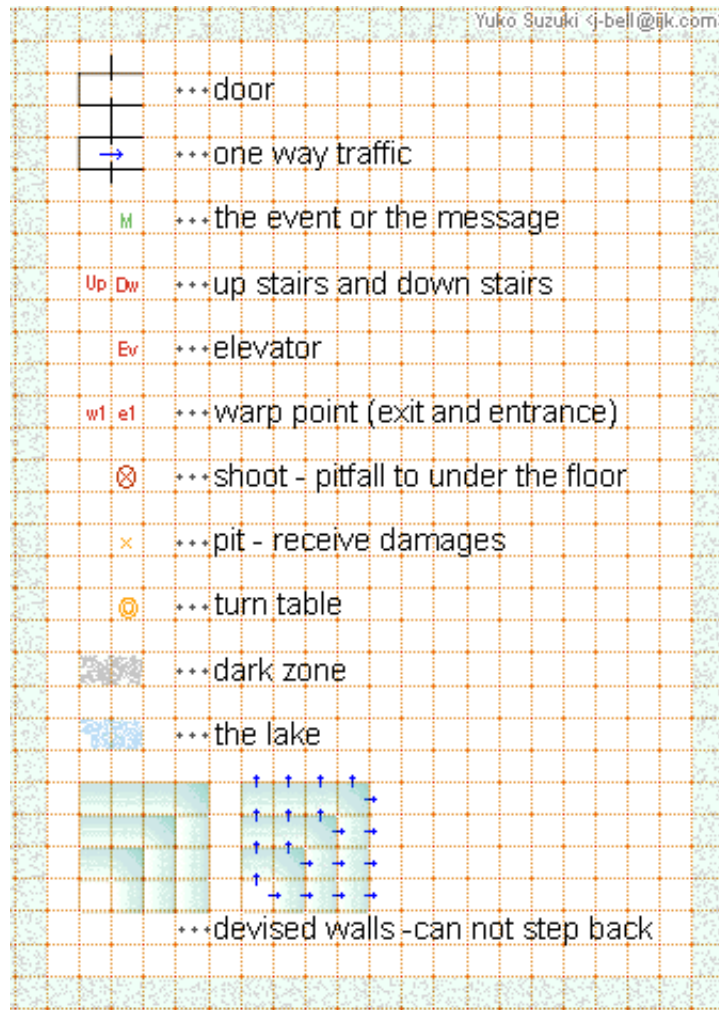 Yuko Suzuki <j-bell@ijk.com
···door
→ ···one way traffic
M ···the event or the message
Up Dw ···up stairs and down stairs
Ev ···elevator
w1 e1 ···warp point (exit and entrance)
···shoot - pitfall to under the floor
× ···pit - receive damages
···turn table
···dark zone
···the lake
···devised walls -can not step back